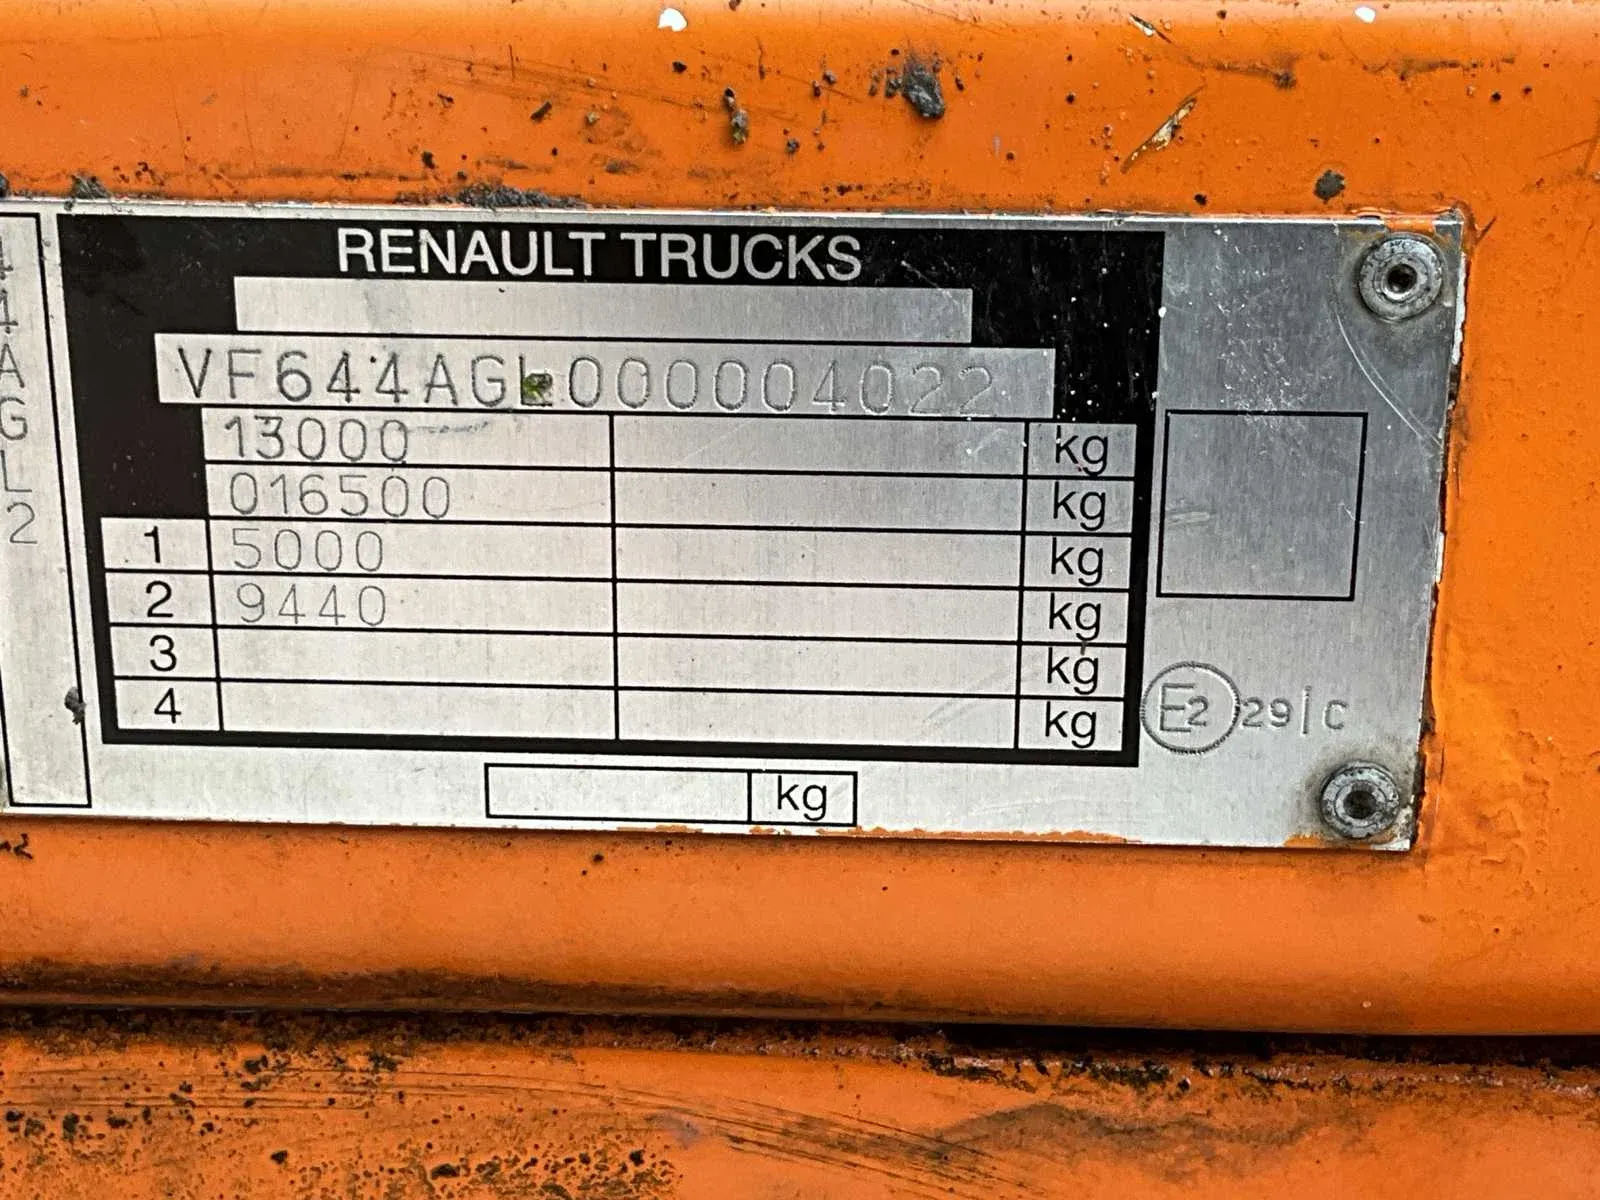 44AGL2
RENAULT TRUCKS
VF644AGL000004022
13000 kg
016500 kg
1 5000 kg
2 9440 kg
3 kg
4 kg
E2 29|C
kg